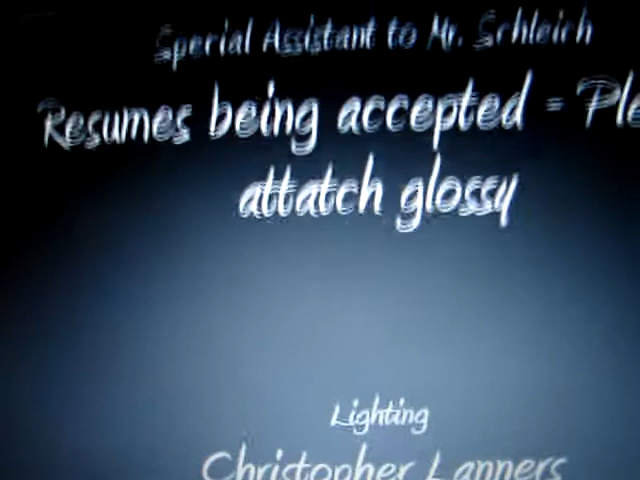 Special Assistant to Mr. Schleich
Resumes being accepted - Ple
attatch glossy
Lighting
Christopher Lanners